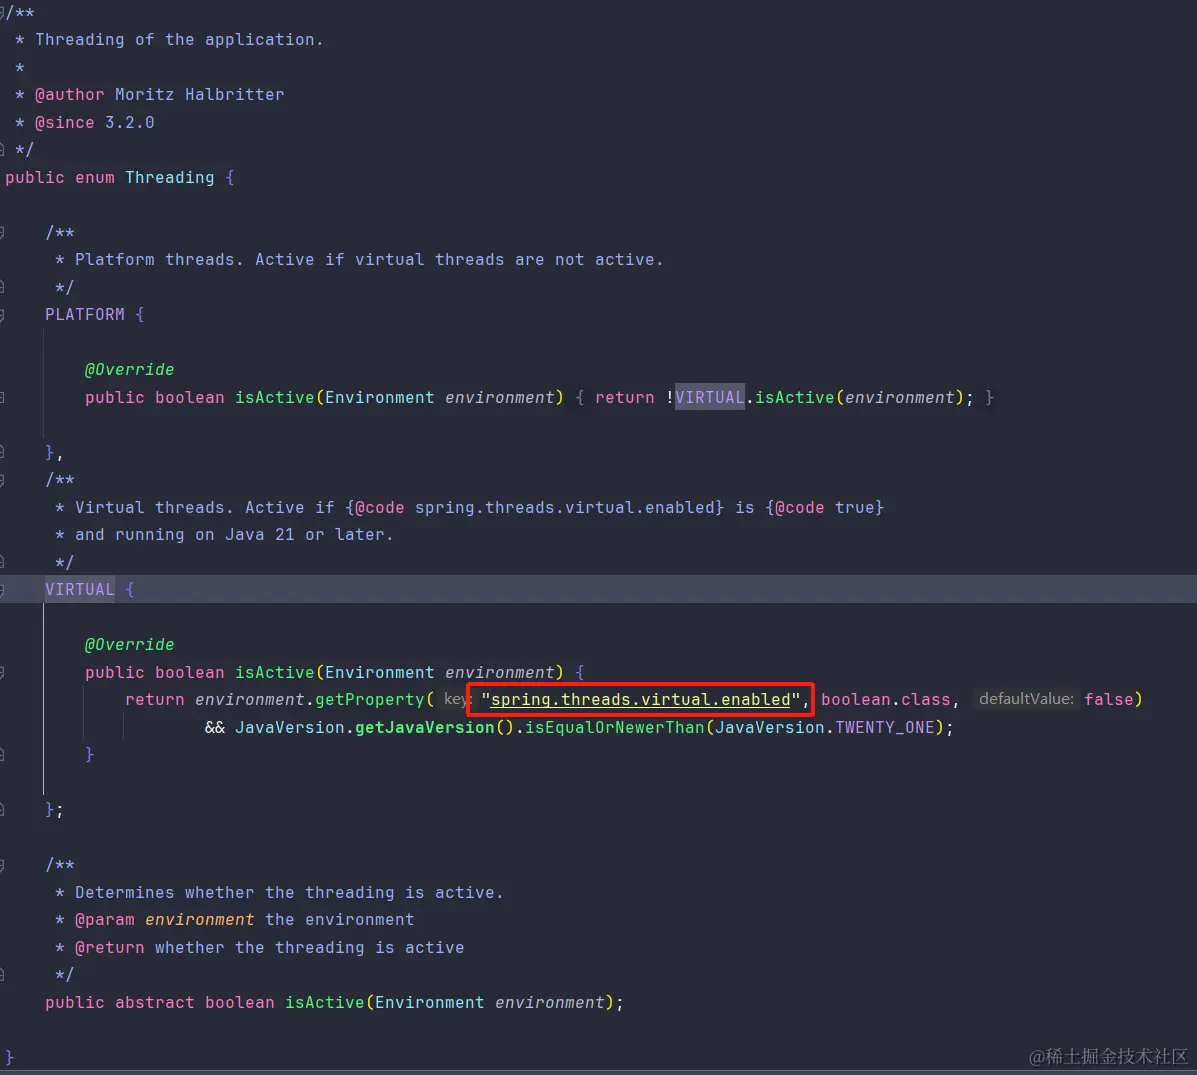 /**
 * Threading of the application.
 *
 * @author Moritz Halbritter
 * @since 3.2.0
 */
public enum Threading {
    /**
     * Platform threads. Active if virtual threads are not active.
     */
    PLATFORM {
        @Override
        public boolean isActive(Environment environment) { return !VIRTUAL.isActive(environment); }
    },
    /**
     * Virtual threads. Active if {@code spring.threads.virtual.enabled} is {@code true}
     * and running on Java 21 or later.
     */
    VIRTUAL {
        @Override
        public boolean isActive(Environment environment) {
            return environment.getProperty( key: "spring.threads.virtual.enabled", boolean.class, defaultValue: false)
                    && JavaVersion.getJavaVersion().isEqualOrNewerThan(JavaVersion.TWENTY_ONE);
        }
    };
    /**
     * Determines whether the threading is active.
     * @param environment the environment
     * @return whether the threading is active
     */
    public abstract boolean isActive(Environment environment);
}
@稀土掘金技术社区